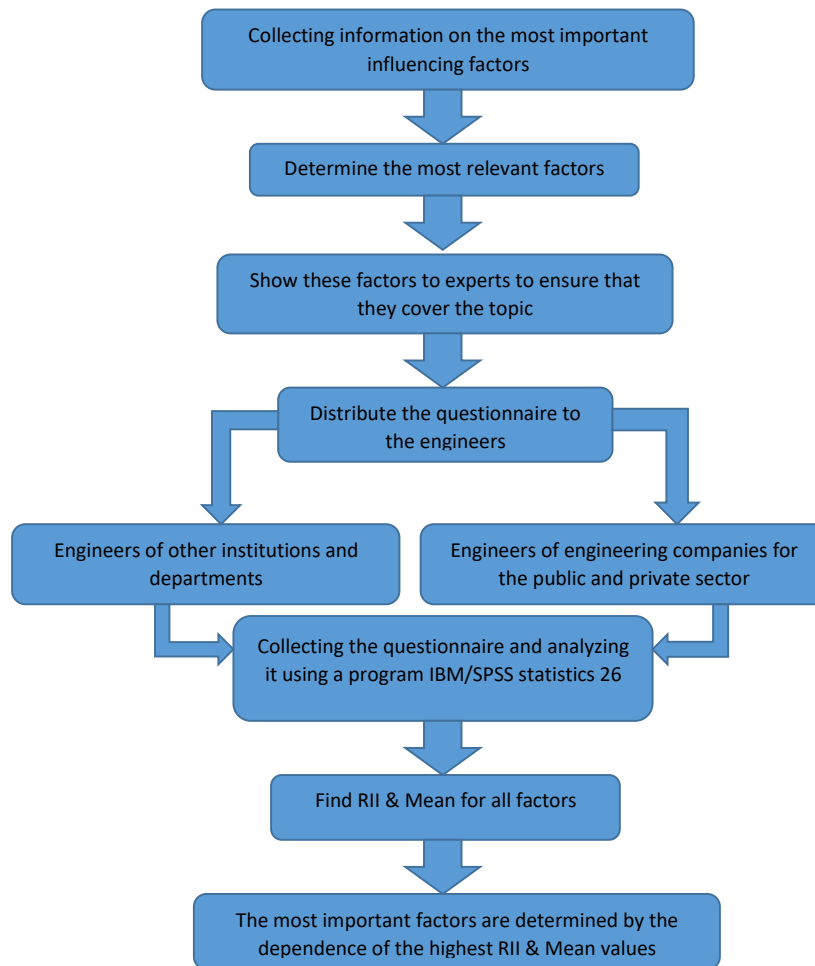 Collecting information on the most important
influencing factors
Determine the most relevant factors
Show these factors to experts to ensure that
they cover the topic
Distribute the questionnaire to
the engineers
Engineers of other institutions and
departments
Engineers of engineering companies for
the public and private sector
Collecting the questionnaire and analyzing
it using a program IBM/SPSS statistics 26
Find RII & Mean for all factors
The most important factors are determined by the
dependence of the highest RII & Mean values